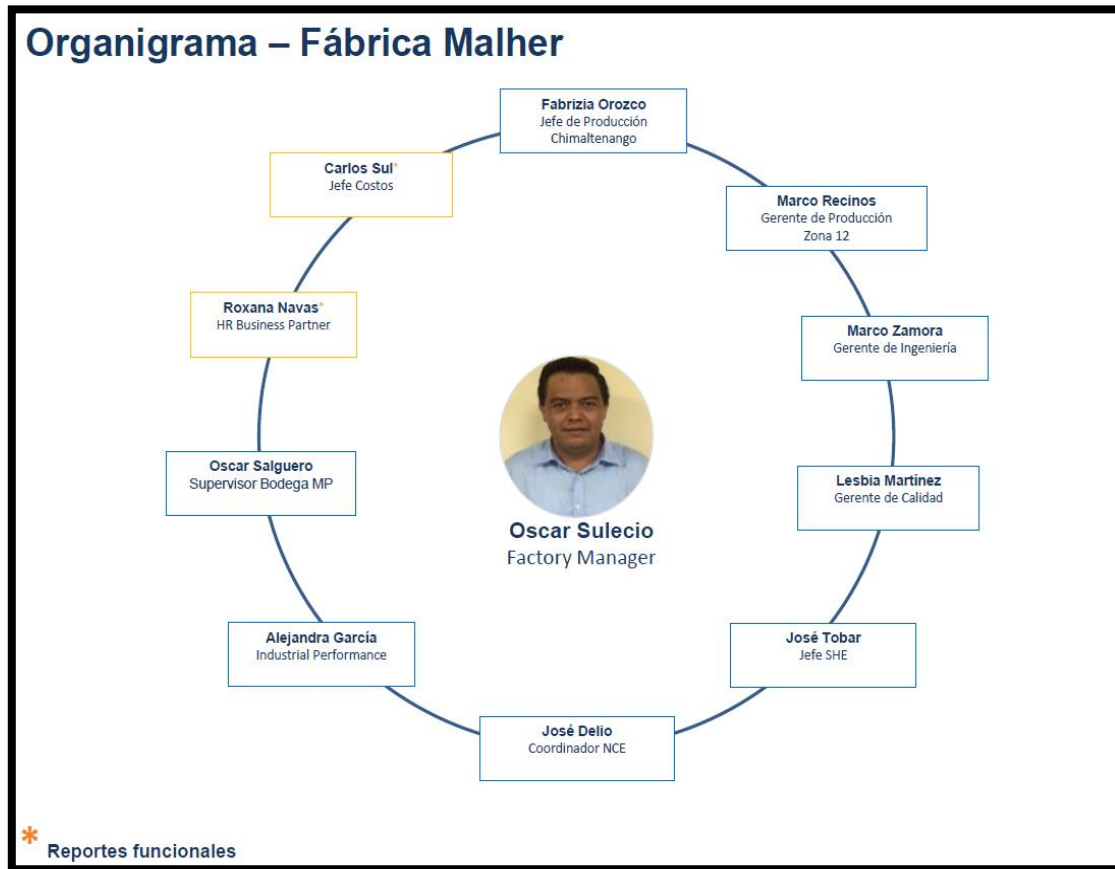 Organigrama – Fábrica Malher
Fabrizia Orozco
Jefe de Producción
Chimaltenango
Carlos Sul*
Jefe Costos
Marco Recinos
Gerente de Producción
Zona 12
Roxana Navas*
HR Business Partner
Marco Zamora
Gerente de Ingeniería
Oscar Salguero
Supervisor Bodega MP
Lesbia Martínez
Gerente de Calidad
Oscar Sulecio
Factory Manager
Alejandra García
Industrial Performance
José Tobar
Jefe SHE
José Delio
Coordinador NCE
* Reportes funcionales